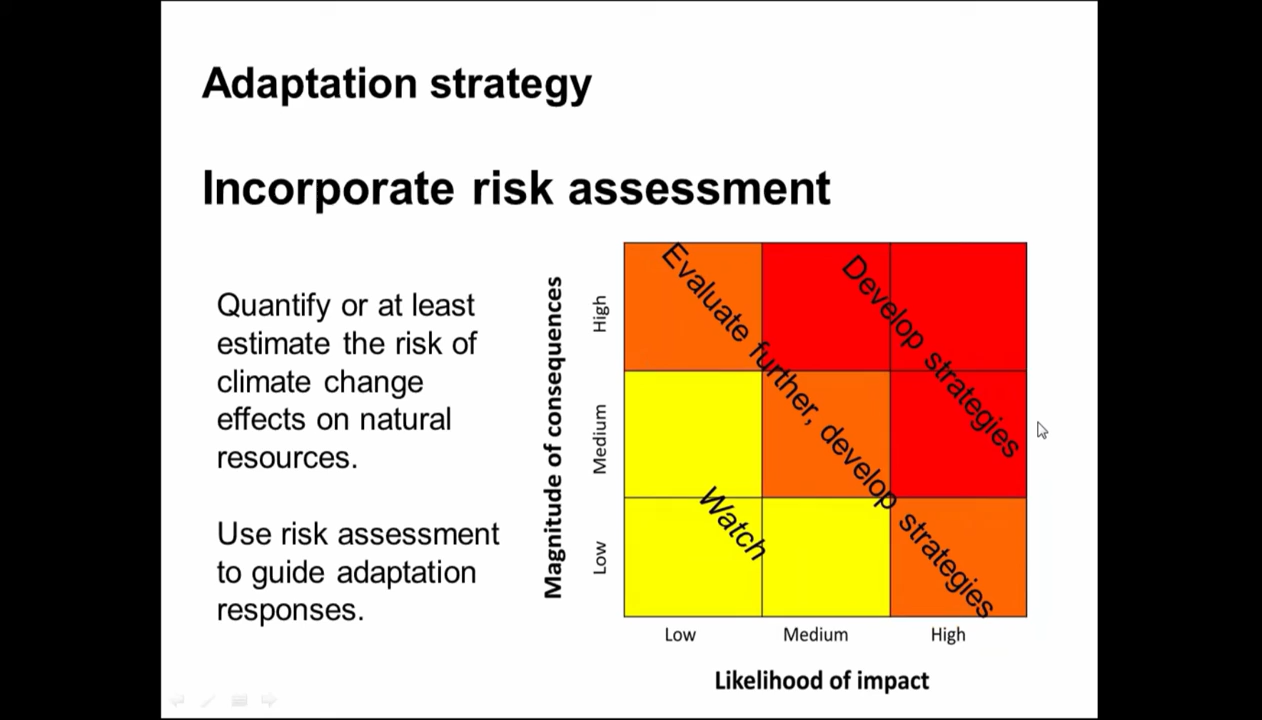 Adaptation strategy
Incorporate risk assessment
Quantify or at least
estimate the risk of
climate change
effects on natural
resources.
Use risk assessment
to guide adaptation
responses.
Magnitude of consequences
High
Medium
Low
Evaluate further, develop strategies
Develop strategies
Watch
Low
Medium
High
Likelihood of impact